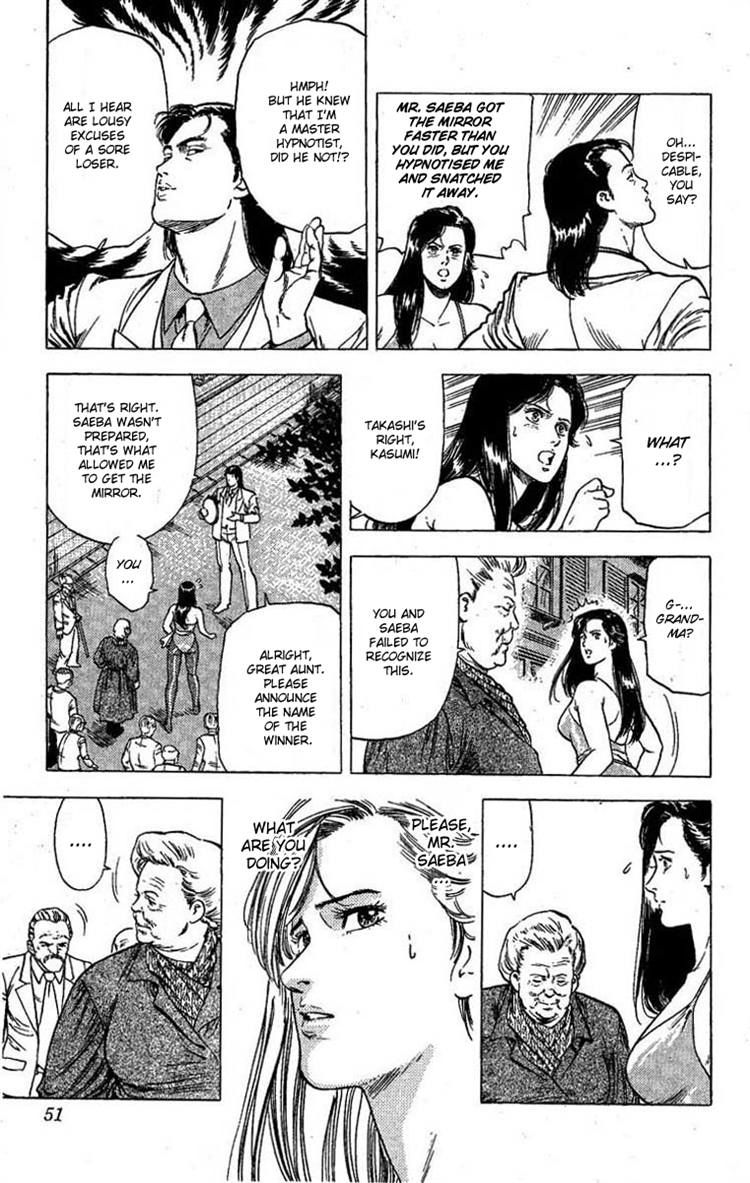 OH...
DESPI-
CABLE,
YOU
SAY?
MR. SAEBA GOT
THE MIRROR
FASTER THAN
YOU DID, BUT YOU
HYPNOTISED ME
AND SNATCHED
IT AWAY.
HMPH!
BUT HE KNEW
THAT I'M
A MASTER
HYPNOTIST,
DID HE NOT!?
ALL I HEAR
ARE LOUSY
EXCUSES
OF A SORE
LOSER.
WHAT
...?
TAKASHI'S
RIGHT,
KASUMI!
G-...
GRAND-
MA?
YOU AND
SAEBA
FAILED TO
RECOGNIZE
THIS.
THAT'S RIGHT.
SAEBA WASN'T
PREPARED,
THAT'S WHAT
ALLOWED ME
TO GET THE
MIRROR.
YOU
...
ALRIGHT,
GREAT AUNT.
PLEASE
ANNOUNCE
THE NAME
OF THE
WINNER.
....
PLEASE,
MR.
SAEBA
...
WHAT
ARE YOU
DOING?
....
51